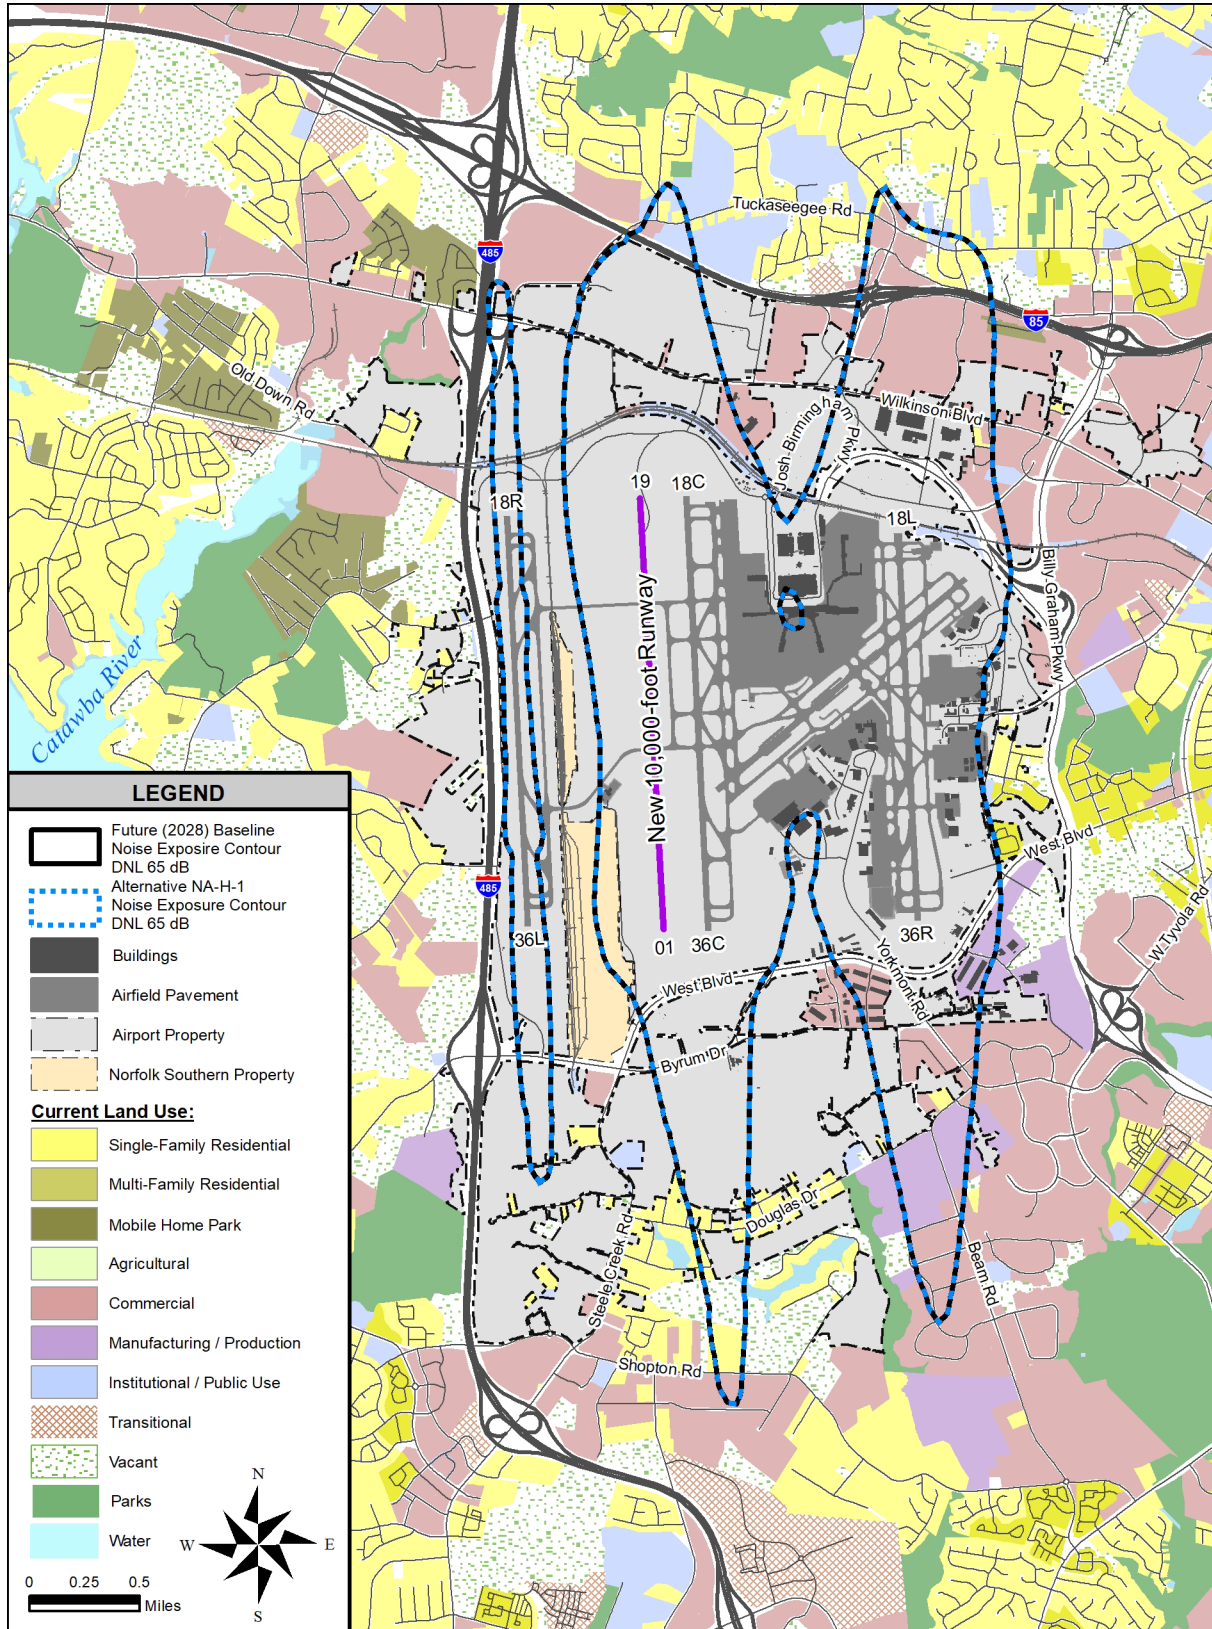 Tuckaseegee Rd
485
85
Old Down Rd
Wilkinson Blvd
Josh Birmingham Pkwy
18R
19
18C
18L
Billy Graham Pkwy
New 10,000-foot Runway
Catawba River
West Blvd
W Tyvola Rd
485
36L
01
36C
36R
Yorkmont Rd
West Blvd
Byrum Dr
Douglas Dr
Steele Creek Rd
Beam Rd
Shopton Rd
LEGEND
Future (2028) Baseline
Noise Exposire Contour
DNL 65 dB
Alternative NA-H-1
Noise Exposure Contour
DNL 65 dB
Buildings
Airfield Pavement
Airport Property
Norfolk Southern Property
Current Land Use:
Single-Family Residential
Multi-Family Residential
Mobile Home Park
Agricultural
Commercial
Manufacturing / Production
Institutional / Public Use
Transitional
Vacant
Parks
Water
N
W
E
S
0 0.25 0.5
Miles